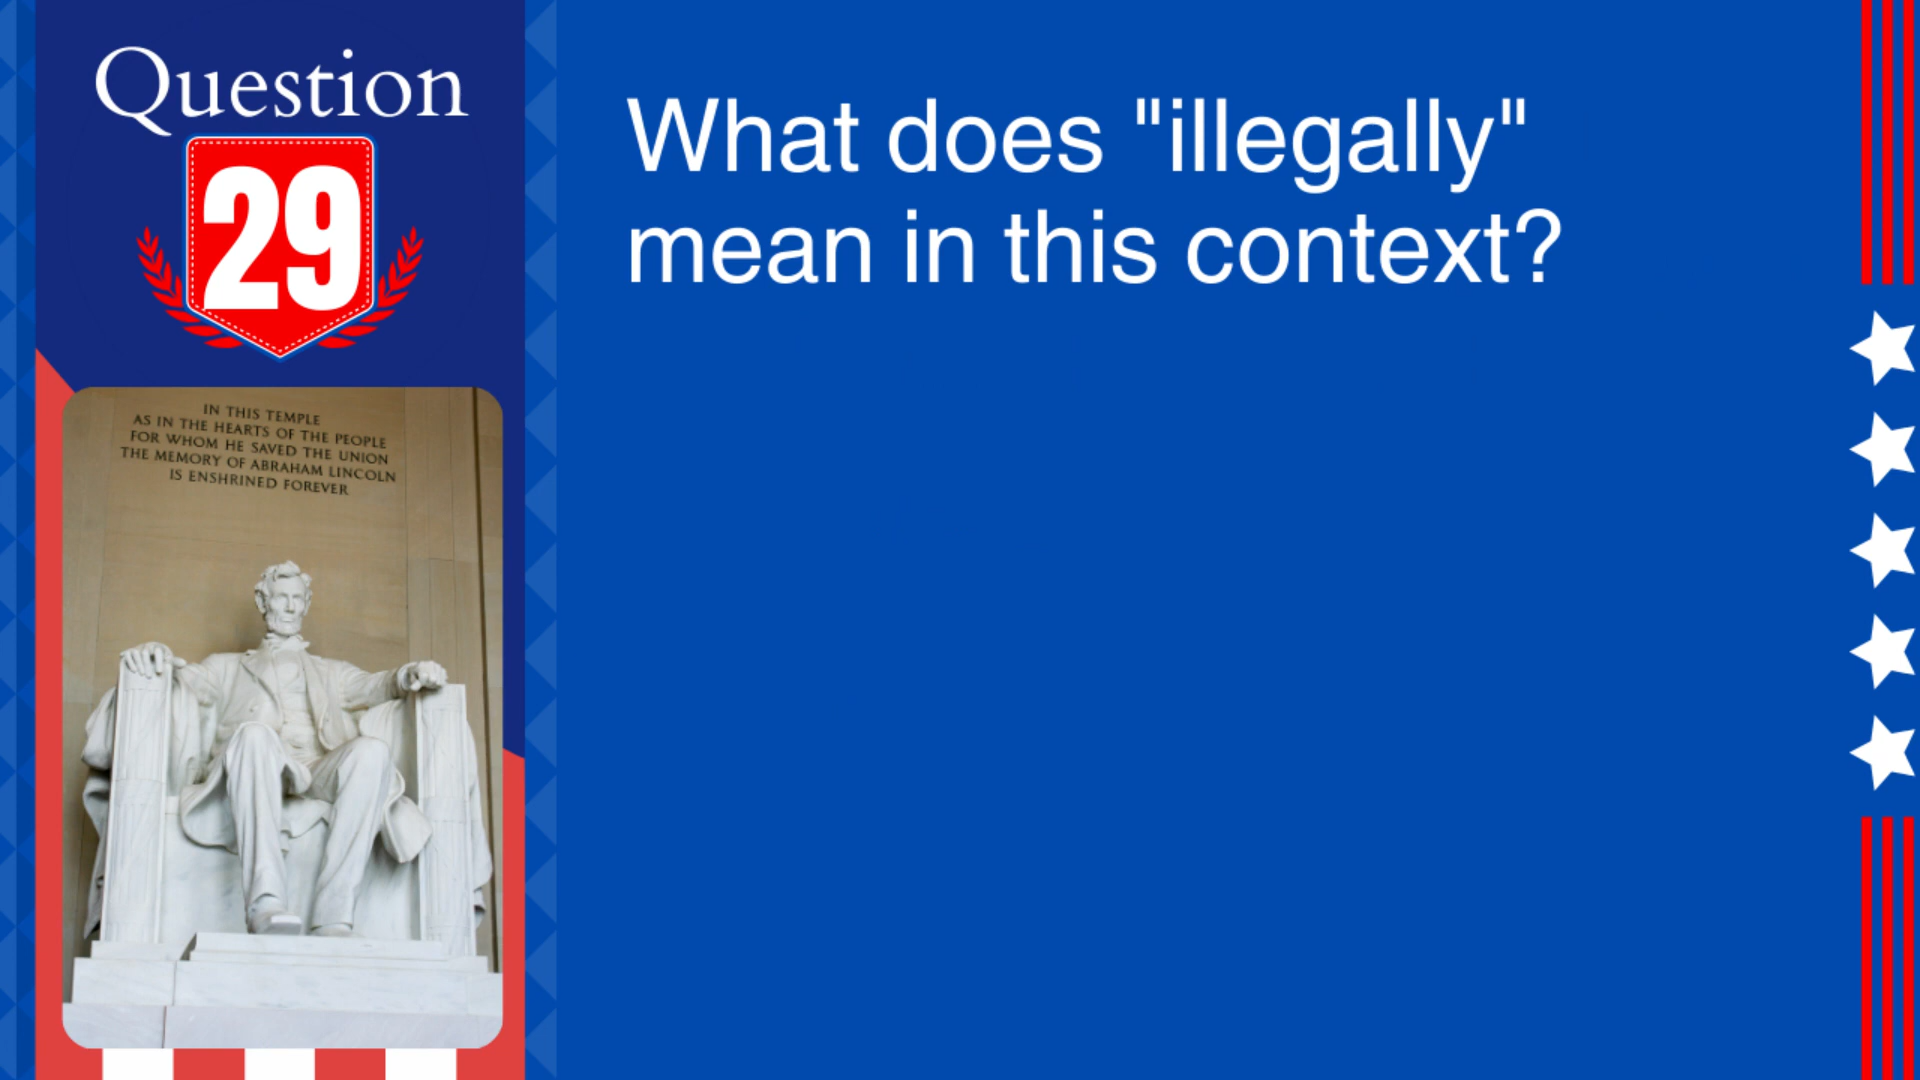 Question
29
What does "illegally"
mean in this context?
IN THIS TEMPLE
AS IN THE HEARTS OF THE PEOPLE
FOR WHOM HE SAVED THE UNION
THE MEMORY OF ABRAHAM LINCOLN
IS ENSHRINED FOREVER